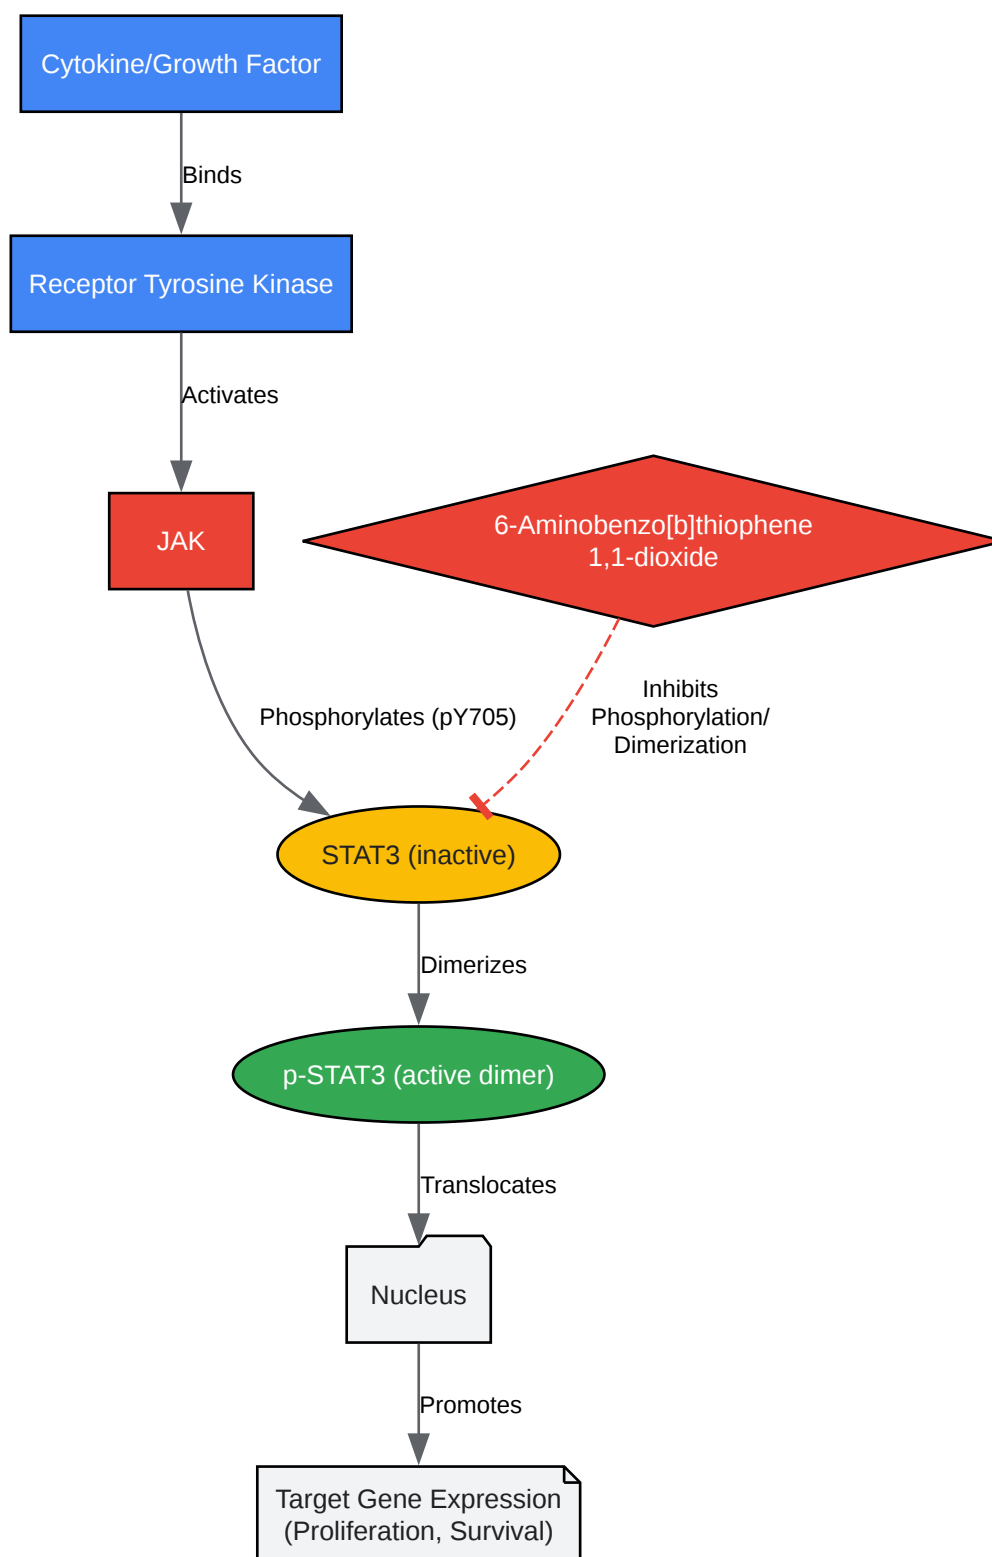 Cytokine/Growth Factor
Binds
Receptor Tyrosine Kinase
Activates
JAK
6-Aminobenzo[b]thiophene
1,1-dioxide
Phosphorylates (pY705)
Inhibits
Phosphorylation/
Dimerization
STAT3 (inactive)
Dimerizes
p-STAT3 (active dimer)
Translocates
Nucleus
Promotes
Target Gene Expression
(Proliferation, Survival)